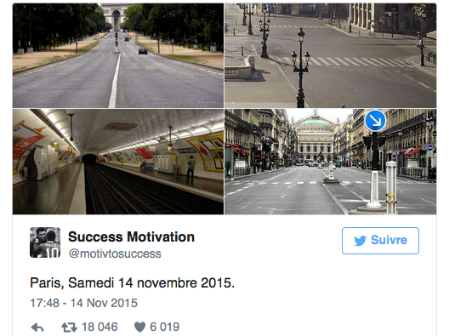 Success Motivation
@motivtosuccess
Suivre
Paris, Samedi 14 novembre 2015.
17:48 - 14 Nov 2015
18 046 6 019